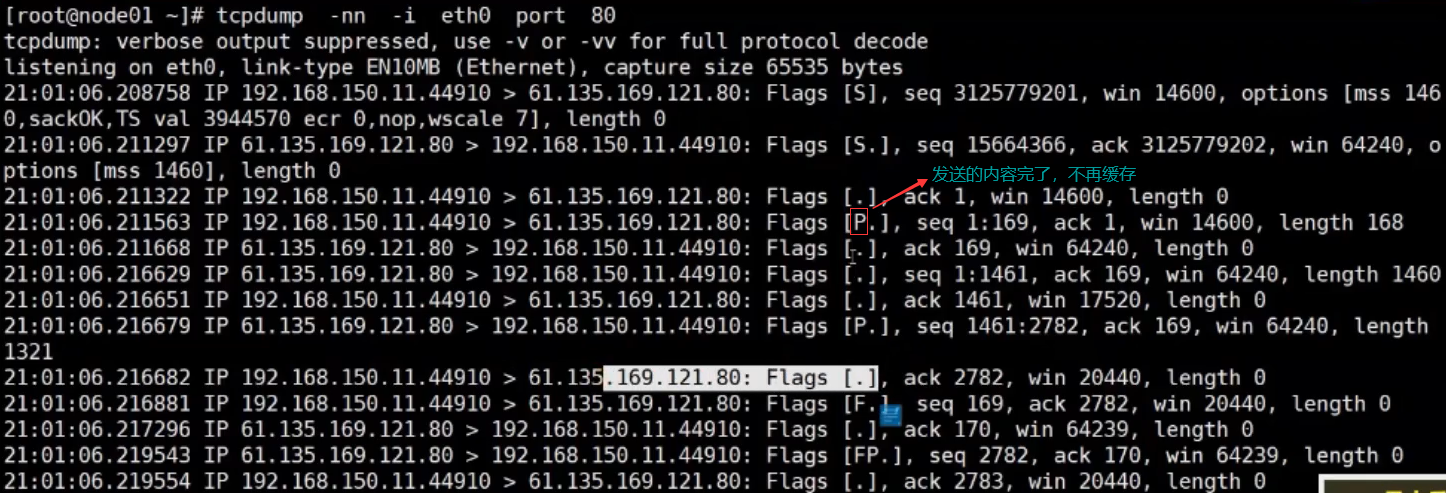 [root@node01 ~]# tcpdump  -nn  -i  eth0  port  80
tcpdump: verbose output suppressed, use -v or -vv for full protocol decode
listening on eth0, link-type EN10MB (Ethernet), capture size 65535 bytes
21:01:06.208758 IP 192.168.150.11.44910 > 61.135.169.121.80: Flags [S], seq 3125779201, win 14600, options [mss 146
0,sackOK,TS val 3944570 ecr 0,nop,wscale 7], length 0
21:01:06.211297 IP 61.135.169.121.80 > 192.168.150.11.44910: Flags [S.], seq 15664366, ack 3125779202, win 64240, o
ptions [mss 1460], length 0
发送的内容完了，不再缓存
21:01:06.211322 IP 192.168.150.11.44910 > 61.135.169.121.80: Flags [.], ack 1, win 14600, length 0
21:01:06.211563 IP 192.168.150.11.44910 > 61.135.169.121.80: Flags [P.], seq 1:169, ack 1, win 14600, length 168
21:01:06.211668 IP 61.135.169.121.80 > 192.168.150.11.44910: Flags [.], ack 169, win 64240, length 0
21:01:06.216629 IP 61.135.169.121.80 > 192.168.150.11.44910: Flags [.], seq 1:1461, ack 169, win 64240, length 1460
21:01:06.216651 IP 192.168.150.11.44910 > 61.135.169.121.80: Flags [.], ack 1461, win 17520, length 0
21:01:06.216679 IP 61.135.169.121.80 > 192.168.150.11.44910: Flags [P.], seq 1461:2782, ack 169, win 64240, length
1321
21:01:06.216682 IP 192.168.150.11.44910 > 61.135.169.121.80: Flags [.], ack 2782, win 20440, length 0
21:01:06.216881 IP 192.168.150.11.44910 > 61.135.169.121.80: Flags [F.], seq 169, ack 2782, win 20440, length 0
21:01:06.217296 IP 61.135.169.121.80 > 192.168.150.11.44910: Flags [.], ack 170, win 64239, length 0
21:01:06.219543 IP 61.135.169.121.80 > 192.168.150.11.44910: Flags [FP.], seq 2782, ack 170, win 64239, length 0
21:01:06.219554 IP 192.168.150.11.44910 > 61.135.169.121.80: Flags [.], ack 2783, win 20440, length 0